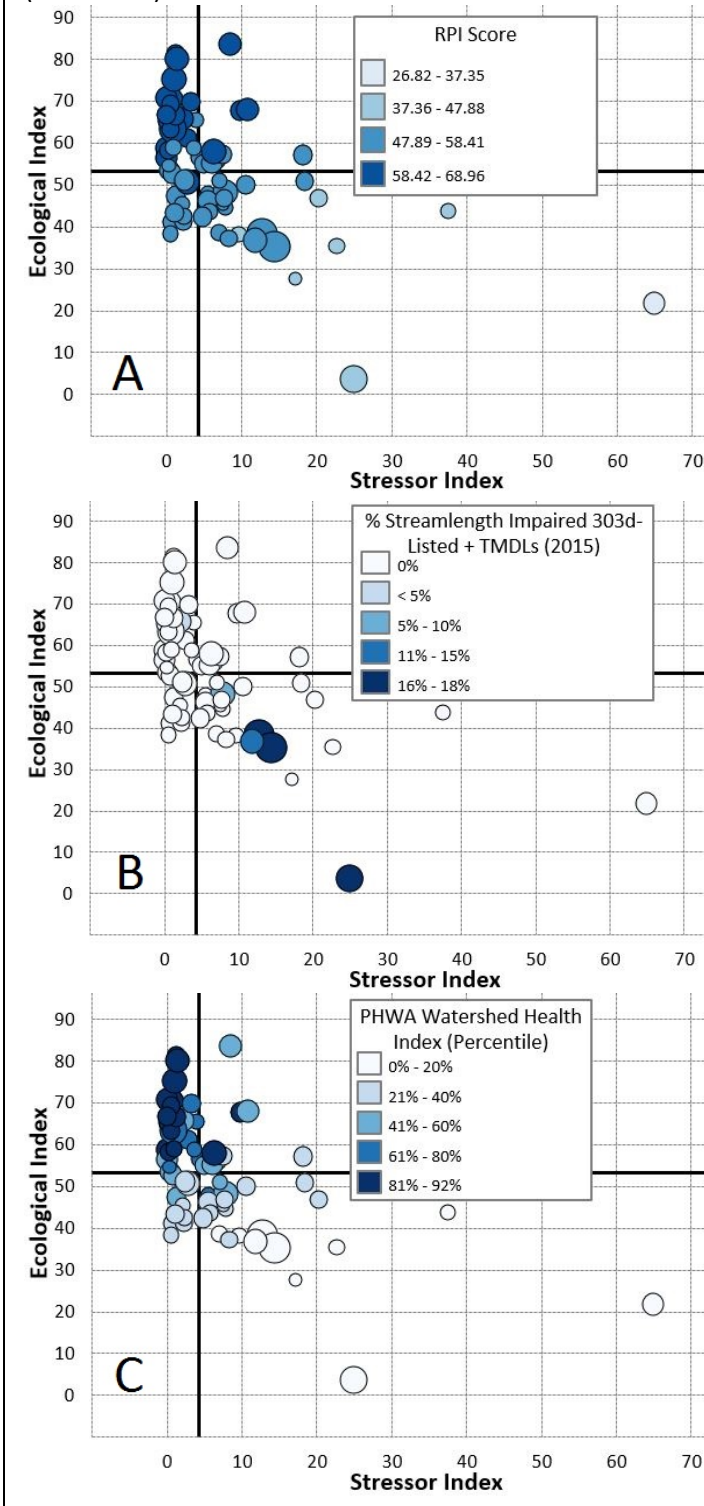 90
80
70
60
50
40
30
20
10
0
Ecological Index
RPI Score
26.82 - 37.35
37.36 - 47.88
47.89 - 58.41
58.42 - 68.96
A
0 10 20 30 40 50 60 70
Stressor Index
90
80
70
60
50
40
30
20
10
0
Ecological Index
% Streamlength Impaired 303d-
Listed + TMDLs (2015)
0%
< 5%
5% - 10%
11% - 15%
16% - 18%
B
0 10 20 30 40 50 60 70
Stressor Index
90
80
70
60
50
40
30
20
10
0
Ecological Index
PHWA Watershed Health
Index (Percentile)
0% - 20%
21% - 40%
41% - 60%
61% - 80%
81% - 92%
C
0 10 20 30 40 50 60 70
Stressor Index